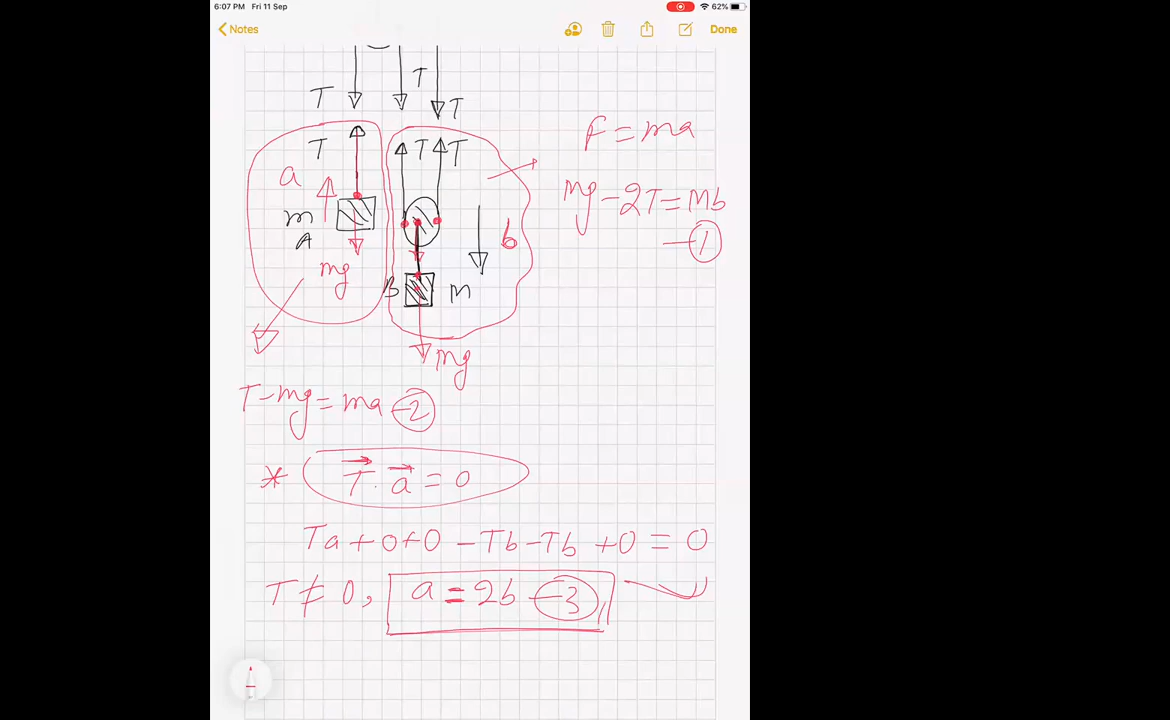 6:07 PM Fri 11 Sep
62%
Notes
Done
T
T
T
T
T T
F = ma
a
mg - 2T = Mb
- 1
m
A
b
mg
B
m
mg
T - mg = ma - 2
* T . a = 0
Ta + 0 + 0 - Tb - Tb + 0 = 0
T ≠ 0, a = 2b - 3